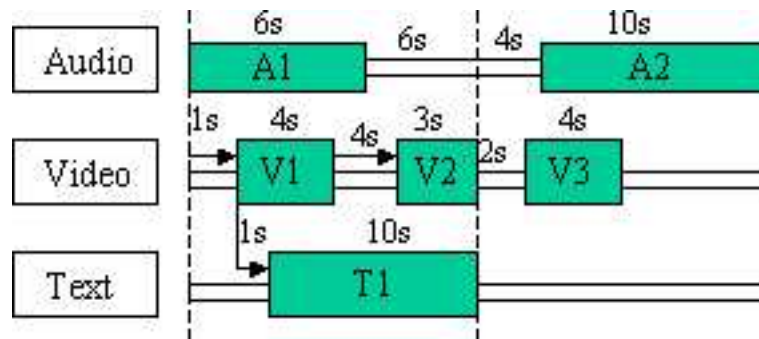 6s 6s 4s 10s
Audio A1 A2
1s 4s 4s 3s 2s 4s
Video V1 V2 V3
1s 10s
Text T1